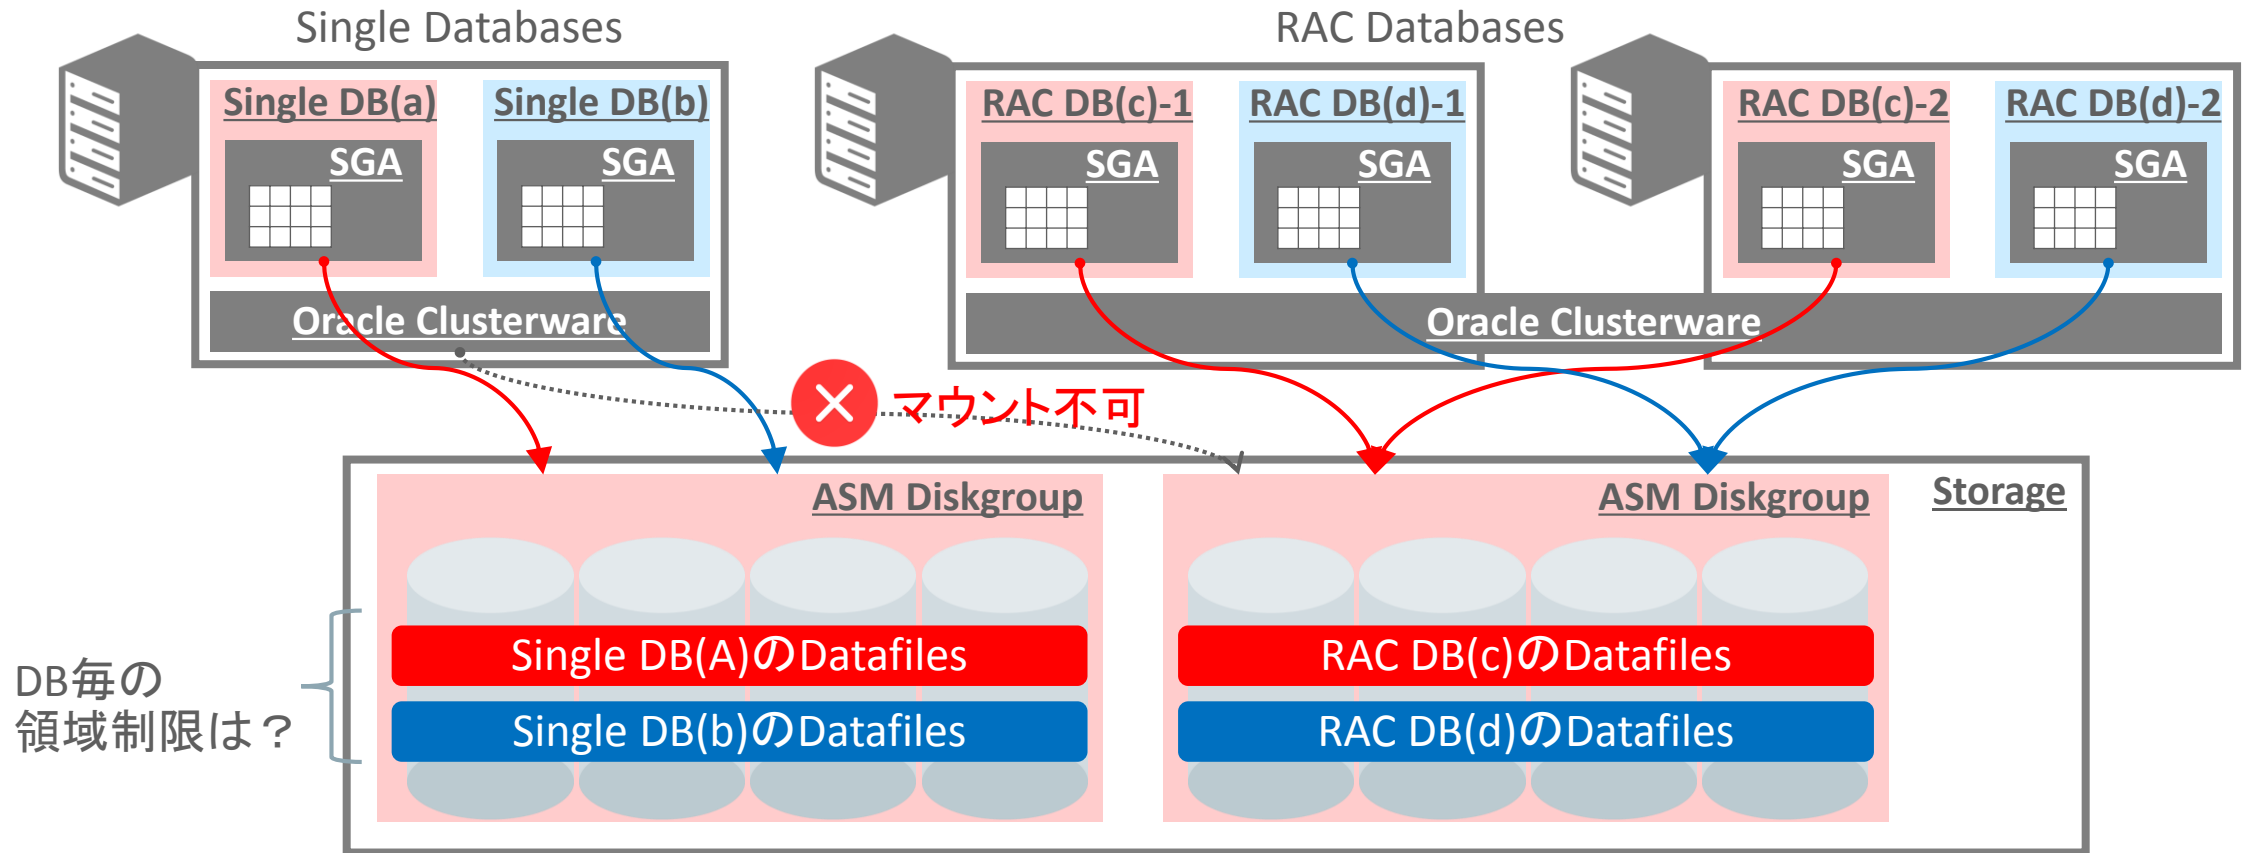 Single Databases
RAC Databases
Single DB(a)
Single DB(b)
RAC DB(c)-1
RAC DB(d)-1
RAC DB(c)-2
RAC DB(d)-2
SGA
SGA
SGA
SGA
SGA
SGA
Oracle Clusterware
Oracle Clusterware
マウント不可
ASM Diskgroup
ASM Diskgroup
Storage
Single DB(A)のDatafiles
RAC DB(c)のDatafiles
DB毎の
領域制限は？
Single DB(b)のDatafiles
RAC DB(d)のDatafiles